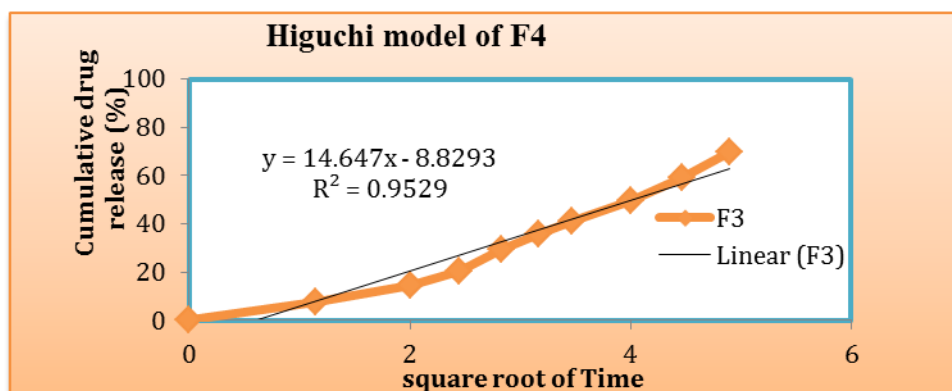 Higuchi model of F4
Cumulative drug
release (%)
100
80
60
40
20
0
y = 14.647x - 8.8293
R² = 0.9529
F3
Linear (F3)
0
2
4
6
square root of Time